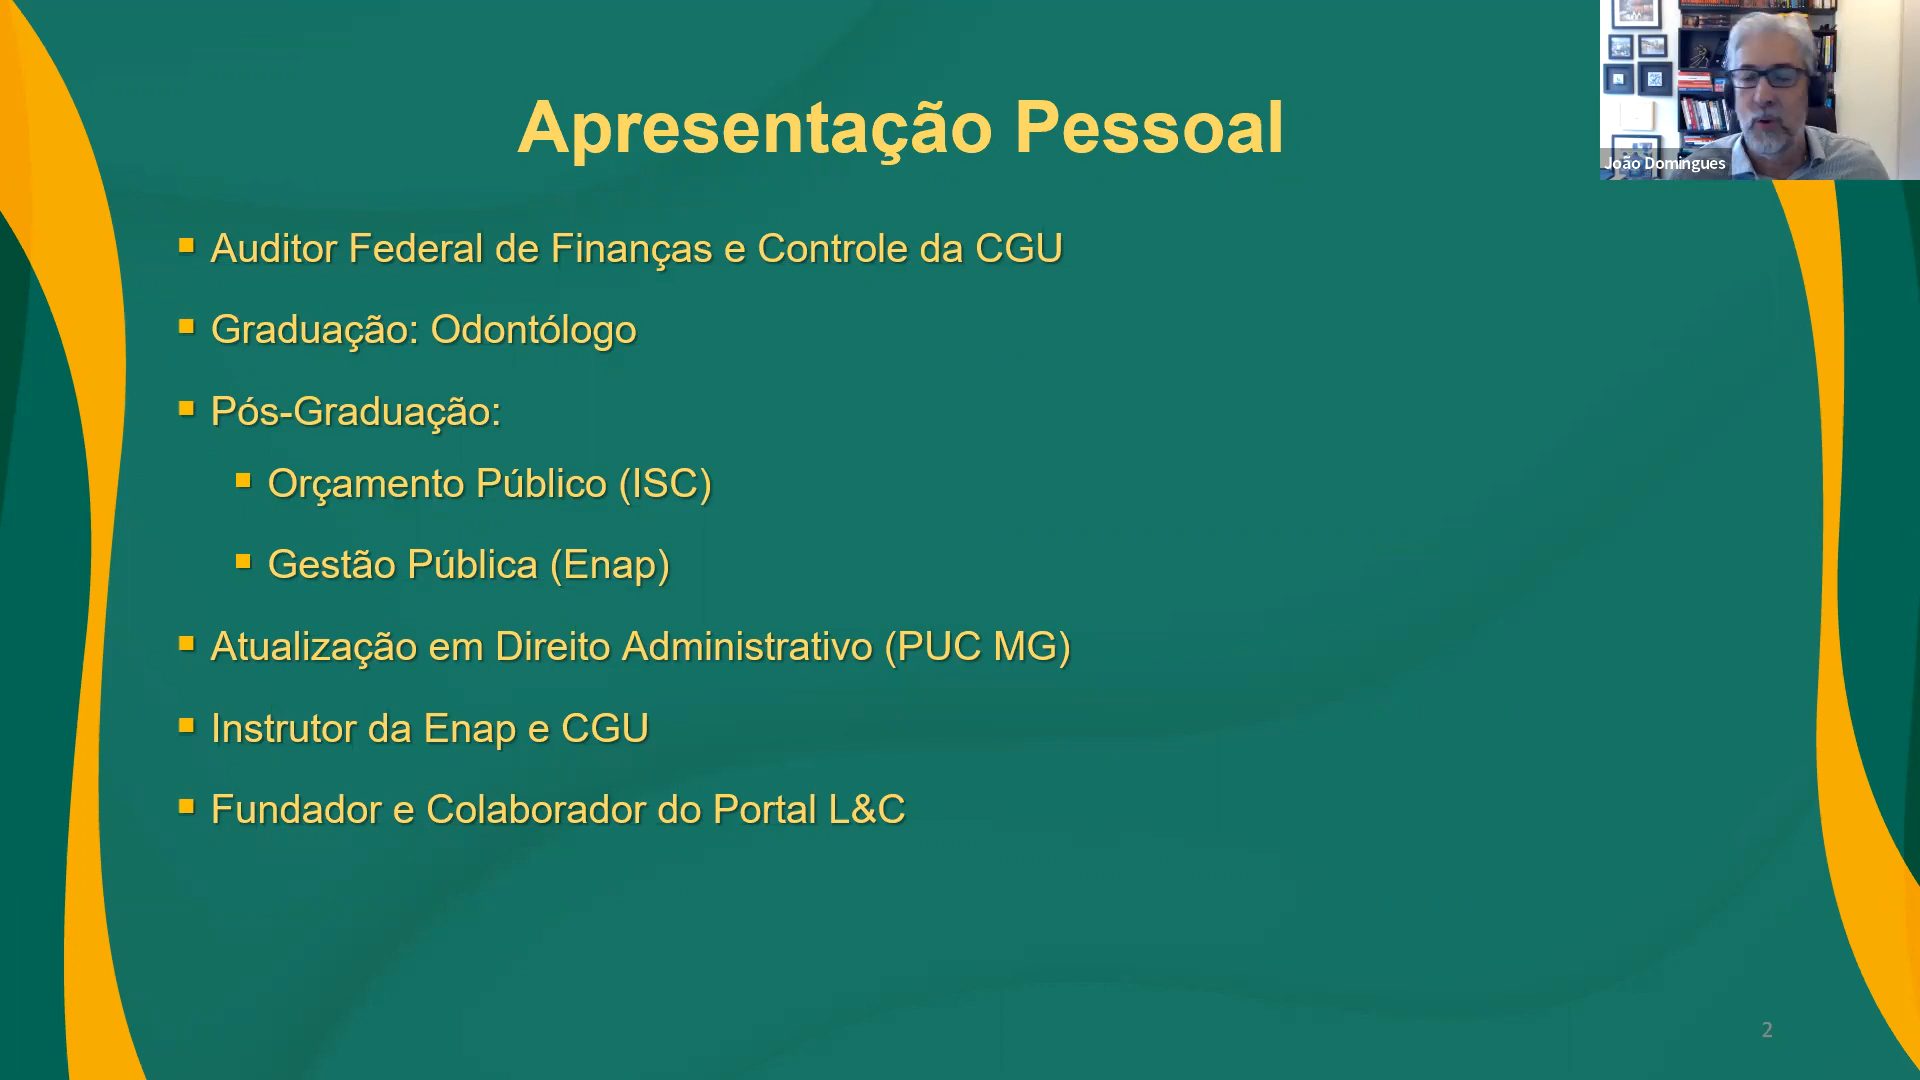 Apresentação Pessoal
João Domingues
Auditor Federal de Finanças e Controle da CGU
Graduação: Odontólogo
Pós-Graduação:
Orçamento Público (ISC)
Gestão Pública (Enap)
Atualização em Direito Administrativo (PUC MG)
Instrutor da Enap e CGU
Fundador e Colaborador do Portal L&C
2